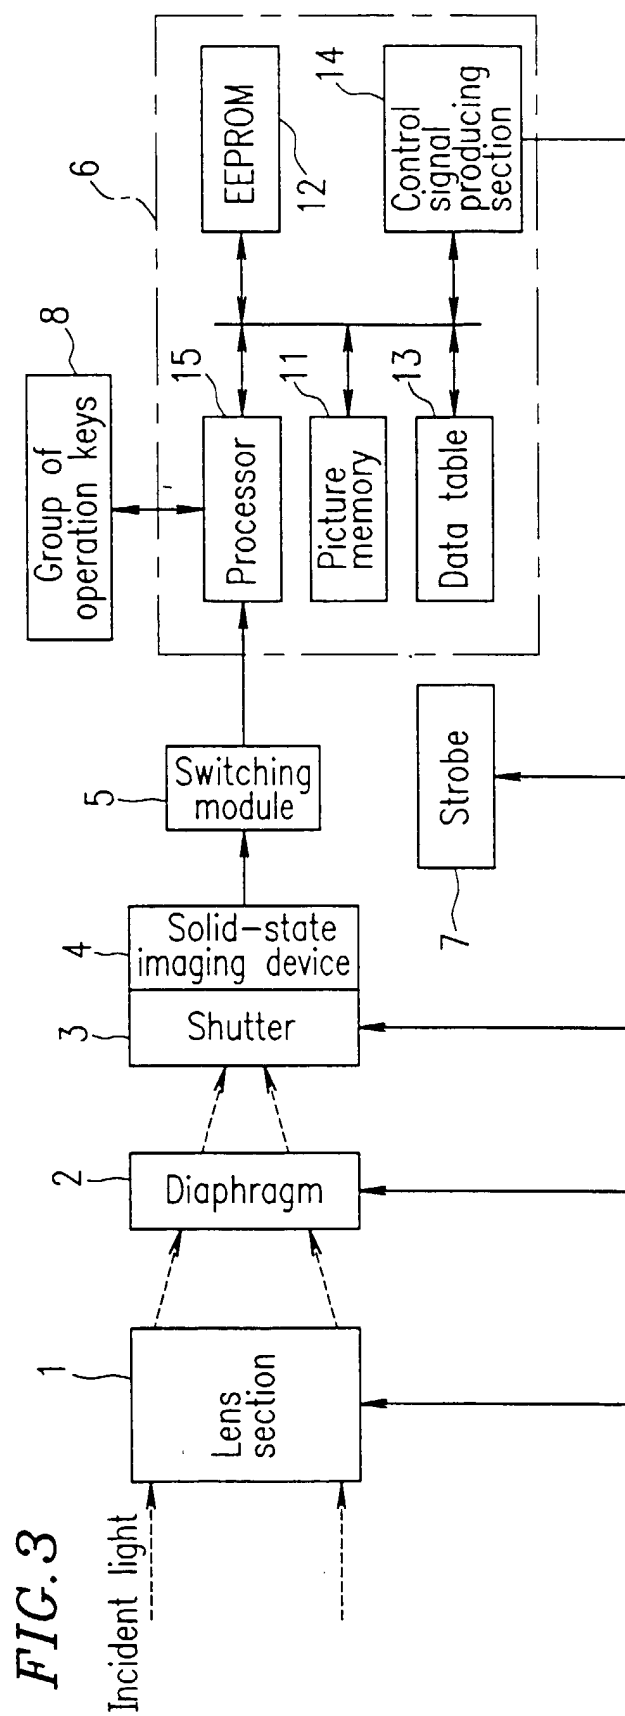 FIG.3
Incident light
1
Lens
section
2
Diaphragm
3
Shutter
4
Solid-state
imaging device
5
Switching
module
7
Strobe
6
8
Group of
operation keys
15
Processor
11
Picture
memory
13
Data table
EEPROM
12
14
Control
signal
producing
section